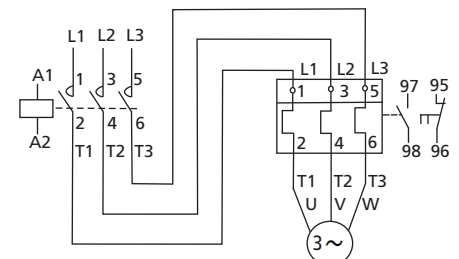 L1 L2 L3
L1 L2 L3
A1 1 3 5
1 3 5 97 95
A2 2 4 6
2 4 6 98 96
T1 T2 T3
T1 T2 T3
U V W
3~